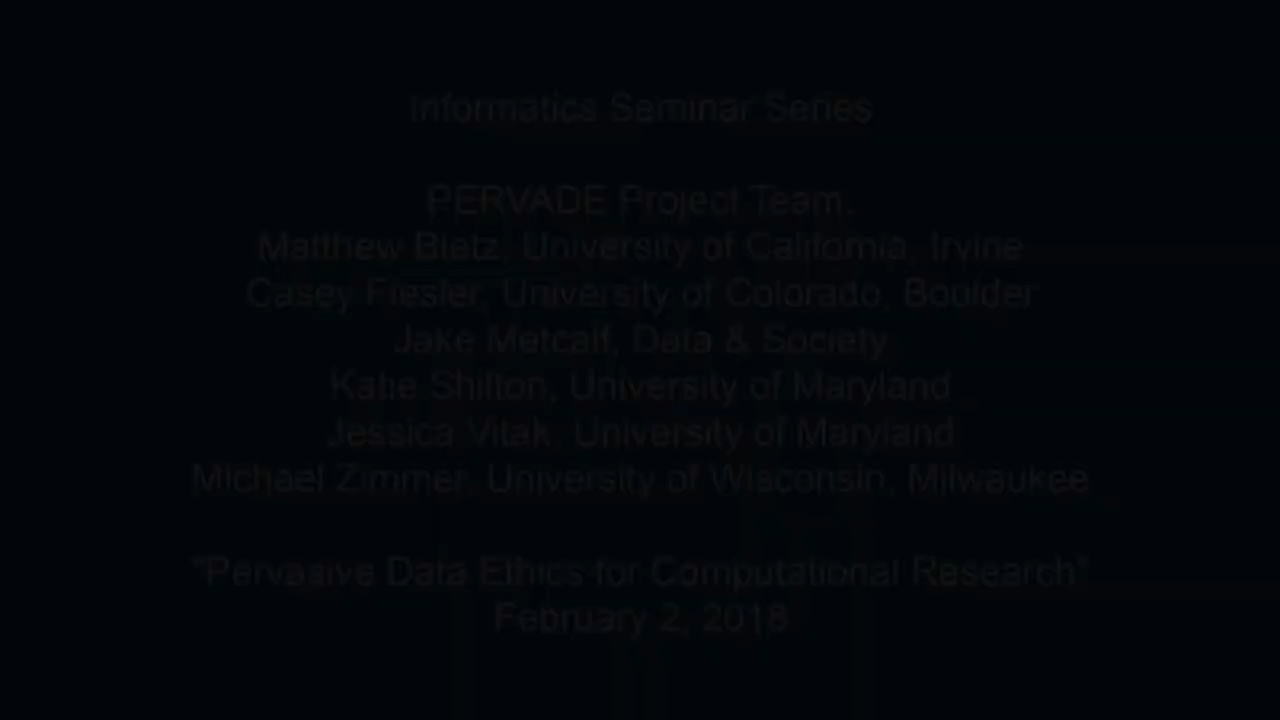 Informatics Seminar Series
PERVADE Project Team:
Matthew Bietz, University of California, Irvine
Casey Fiesler, University of Colorado, Boulder
Jake Metcalf, Data & Society
Katie Shilton, University of Maryland
Jessica Vitak, University of Maryland
Michael Zimmer, University of Wisconsin, Milwaukee
"Pervasive Data Ethics for Computational Research"
February 2, 2018